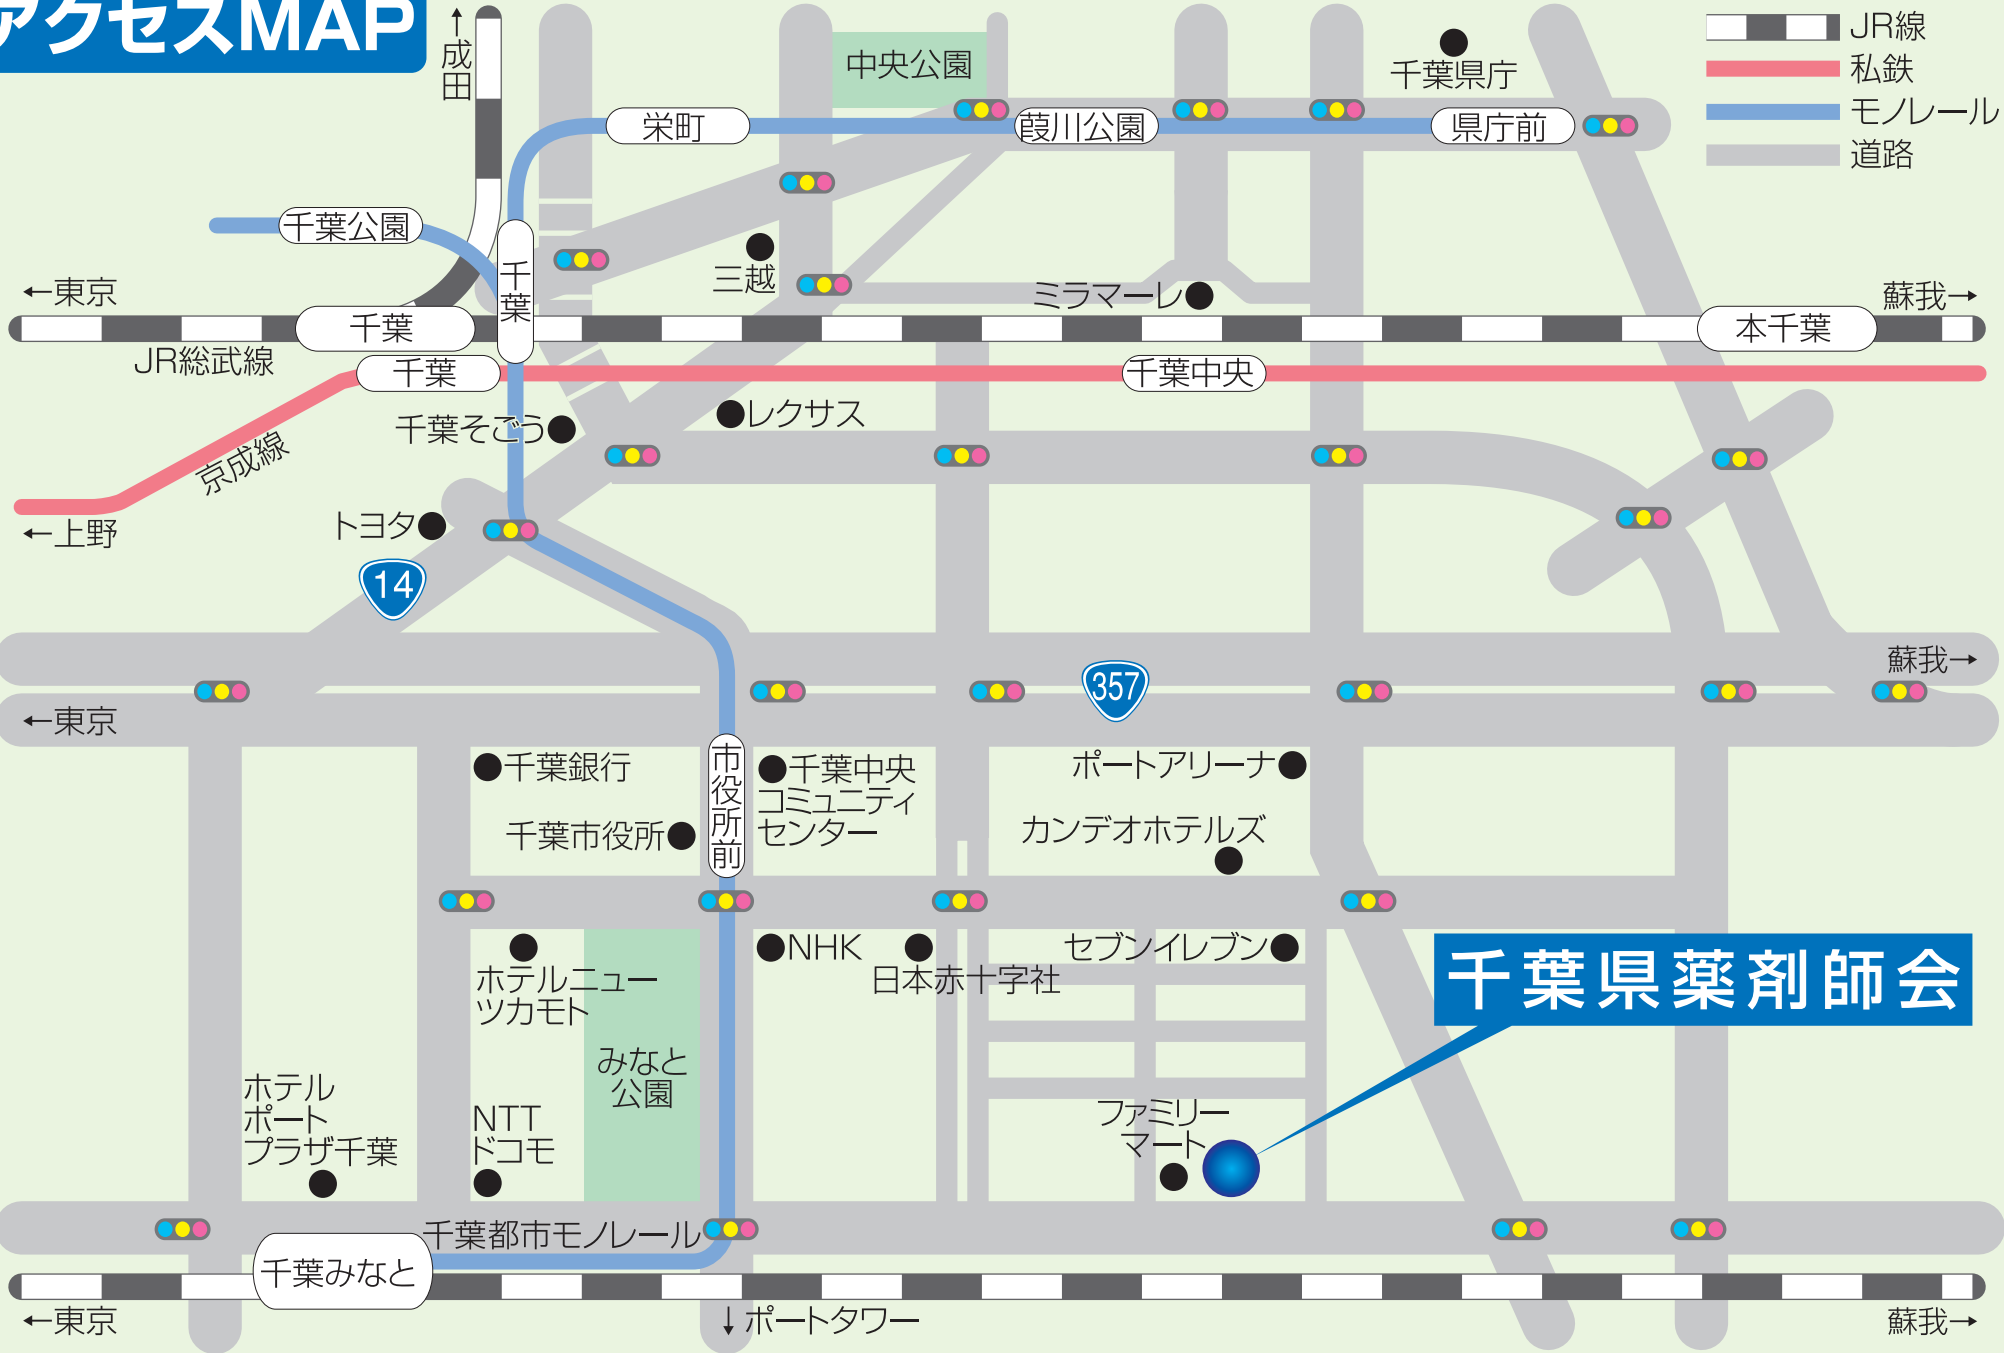 アクセスMAP
↑成田
中央公園
千葉県庁
JR線
私鉄
モノレール
道路
栄町
葭川公園
県庁前
千葉公園
千葉
三越
ミラマーレ
←東京
蘇我→
千葉
本千葉
JR総武線
千葉
千葉中央
京成線
千葉そごう
レクサス
←上野
トヨタ
14
蘇我→
357
←東京
千葉銀行
市役所前
千葉中央
コミュニティ
センター
ポートアリーナ
千葉市役所
カンデオホテルズ
NHK
日本赤十字社
セブンイレブン
千葉県薬剤師会
ホテルニュー
ツカモト
みなと
公園
ホテル
ポート
プラザ千葉
NTT
ドコモ
ファミリー
マート
千葉都市モノレール
千葉みなと
←東京
↓ポートタワー
蘇我→